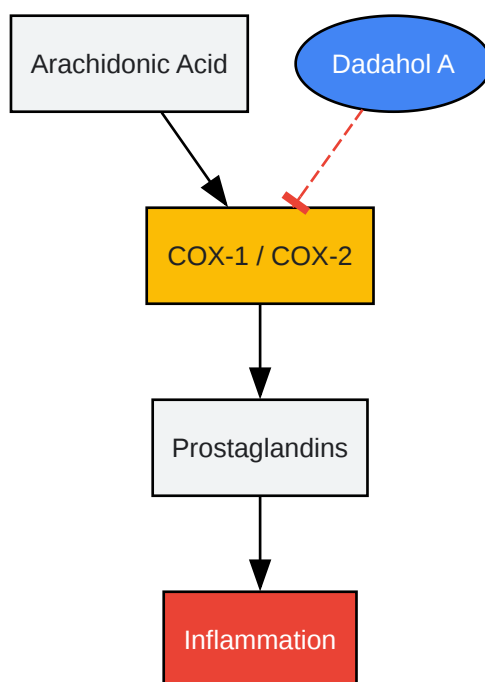 Arachidonic Acid
Dadahol A
COX-1 / COX-2
Prostaglandins
Inflammation